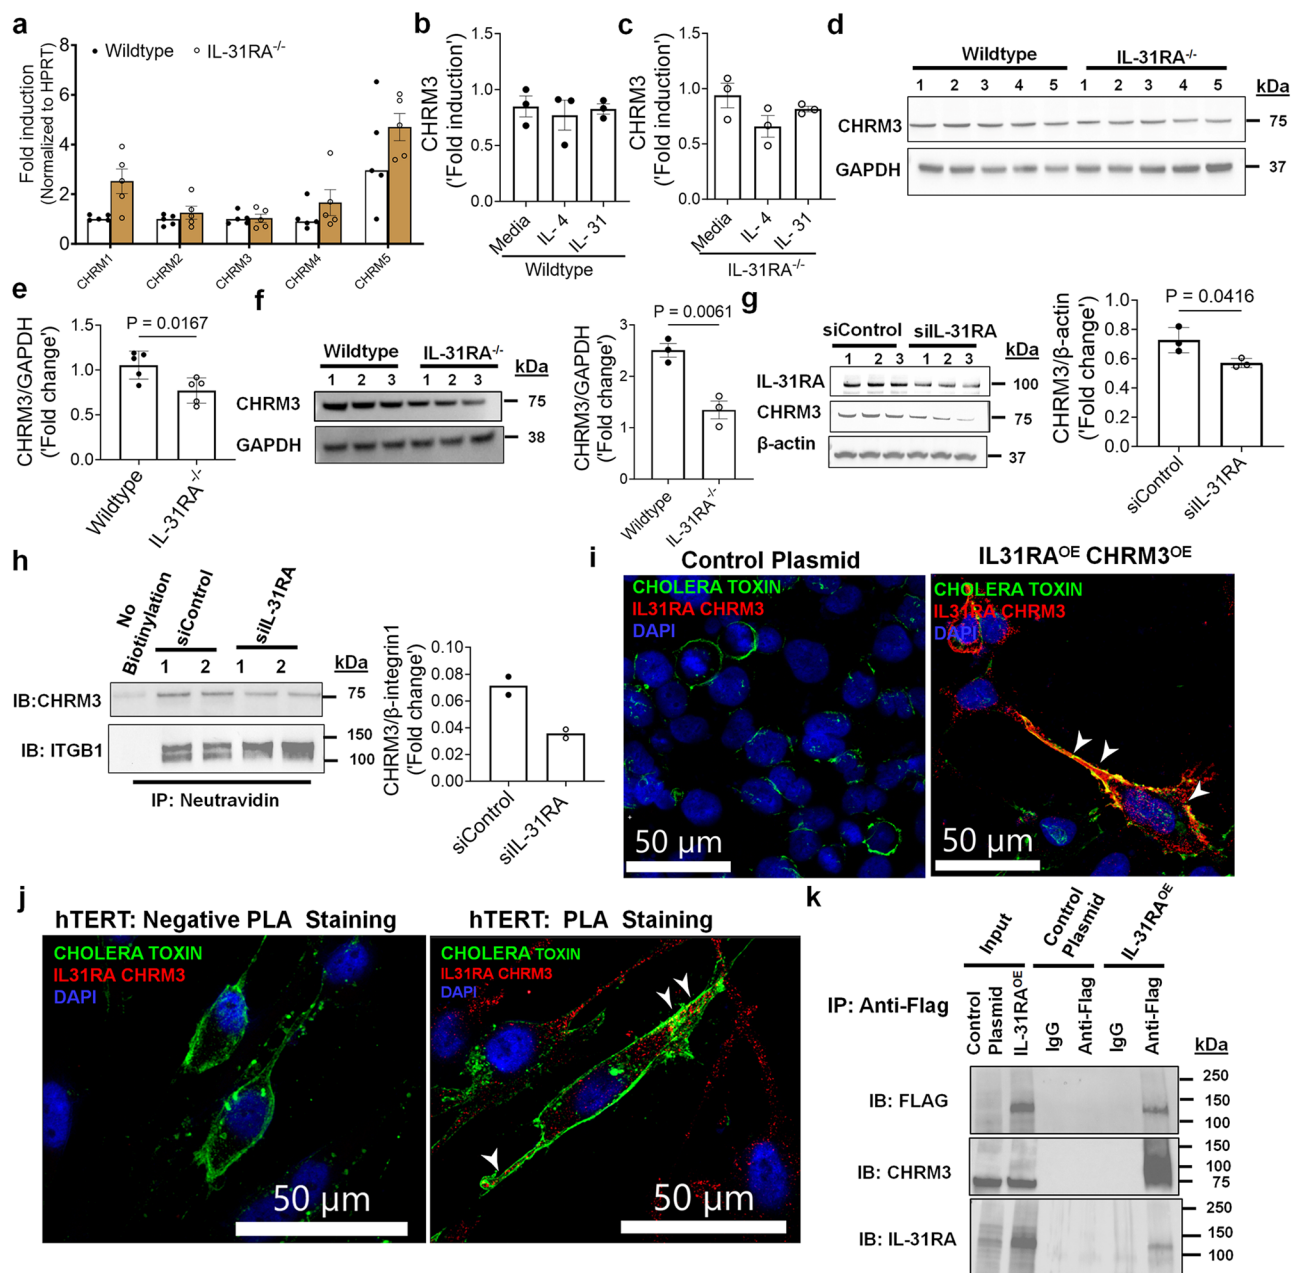 a
Wildtype IL-31RA-/-
Fold induction
(Normalized to HPRT)
8
6
4
2
0
CHRM1 CHRM2 CHRM3 CHRM4 CHRM5
b
CHRM3
('Fold induction')
1.5
1.0
0.5
0.0
Media IL- 4 IL- 31
Wildtype
c
CHRM3
('Fold induction')
1.5
1.0
0.5
0.0
Media IL- 4 IL- 31
IL-31RA-/-
d
Wildtype IL-31RA-/-
1 2 3 4 5 1 2 3 4 5 kDa
CHRM3 75
GAPDH 37
e
P = 0.0167
CHRM3/GAPDH
('Fold change')
1.5
1.0
0.5
0.0
Wildtype IL-31RA-/-
f
Wildtype IL-31RA-/- kDa
1 2 3 1 2 3
CHRM3 75
GAPDH 38
P = 0.0061
CHRM3/GAPDH
('Fold change')
3
2
1
0
Wildtype IL-31RA-/-
g
siControl siIL-31RA
1 2 3 1 2 3 kDa
IL-31RA 100
CHRM3 75
β-actin 37
P = 0.0416
CHRM3/β-actin
('Fold change')
1.0
0.8
0.6
0.4
0.2
0.0
siControl siIL-31RA
h
No
Biotinylation
siControl siIL-31RA
1 2 1 2 kDa
IB:CHRM3 75
IB: ITGB1 150
100
IP: Neutravidin
CHRM3/β-integrin1
('Fold change')
0.10
0.08
0.06
0.04
0.02
0.00
siControl siIL-31RA
i
Control Plasmid
CHOLERA TOXIN
IL31RA CHRM3
DAPI
50 µm
IL31RAOE CHRM3OE
CHOLERA TOXIN
IL31RA CHRM3
DAPI
50 µm
j
hTERT: Negative PLA Staining
CHOLERA TOXIN
IL31RA CHRM3
DAPI
50 µm
hTERT: PLA Staining
CHOLERA TOXIN
IL31RA CHRM3
DAPI
50 µm
k
Input
Control
Plasmid
IL-31RAOE
IP: Anti-Flag
Control
Plasmid
IL-31RAOE
IgG
Anti-Flag
IgG
Anti-Flag
kDa
IB: FLAG
250
150
100
IB: CHRM3
150
100
75
IB: IL-31RA
250
150
100